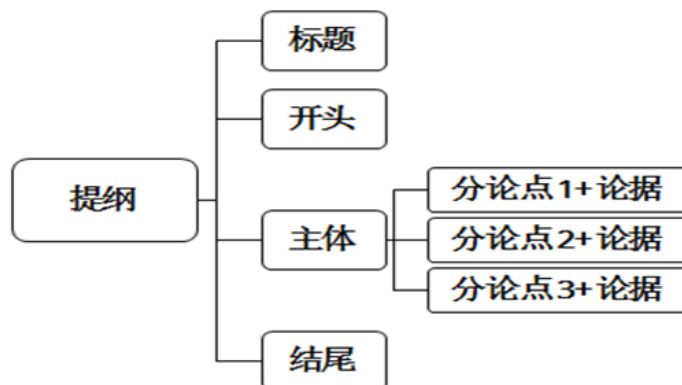 提纲
标题
开头
主体
分论点1+论据
分论点2+论据
分论点3+论据
结尾